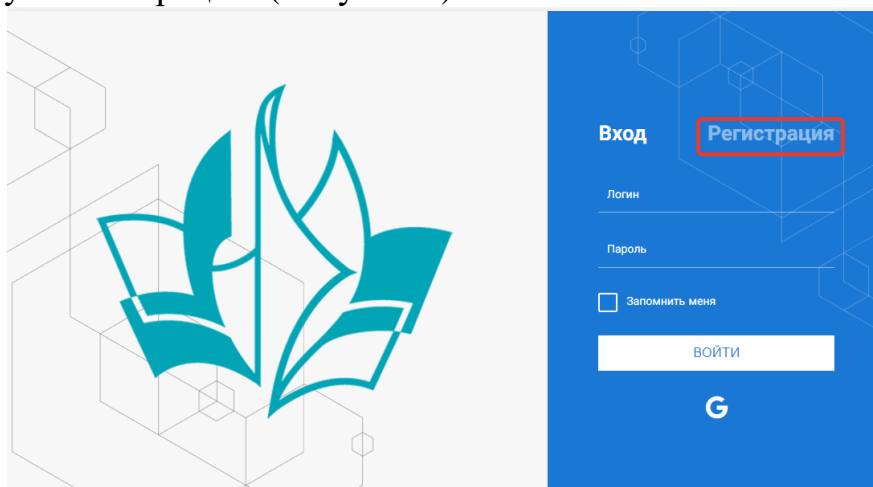 Вход Регистрация
Логин
Пароль
Запомнить меня
ВОЙТИ
G